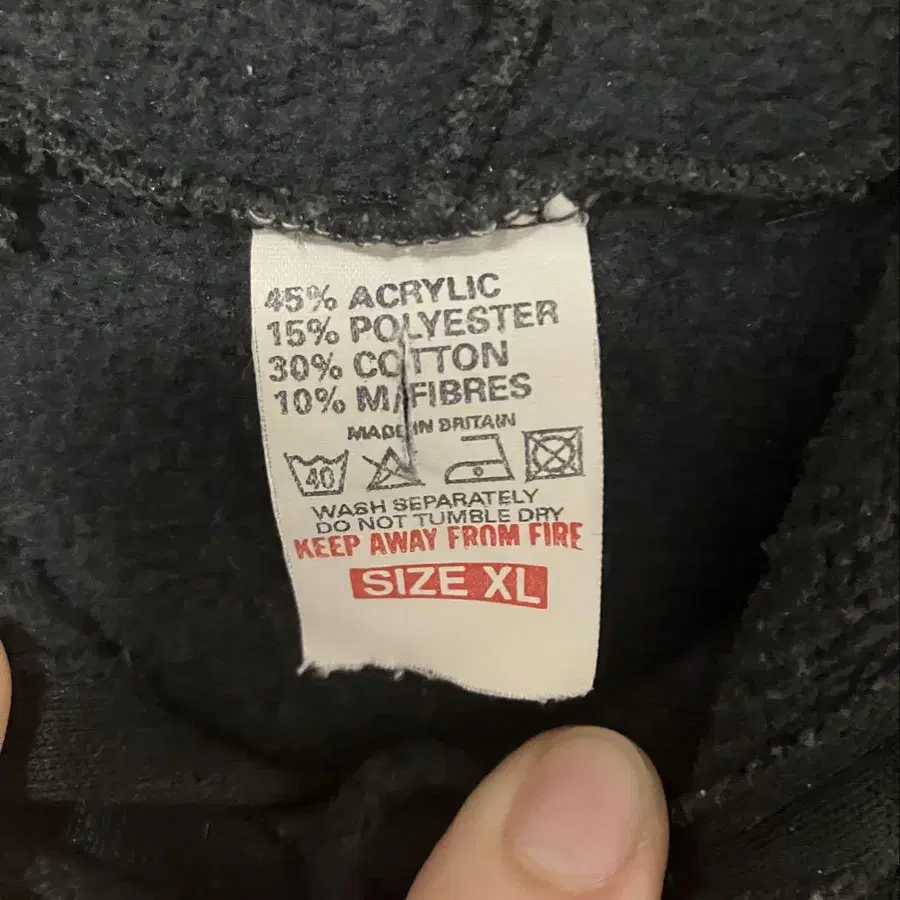 45% ACRYLIC
15% POLYESTER
30% COTTON
10% M/FIBRES
MADE IN BRITAIN
40
WASH SEPARATELY
DO NOT TUMBLE DRY
KEEP AWAY FROM FIRE
SIZE XL